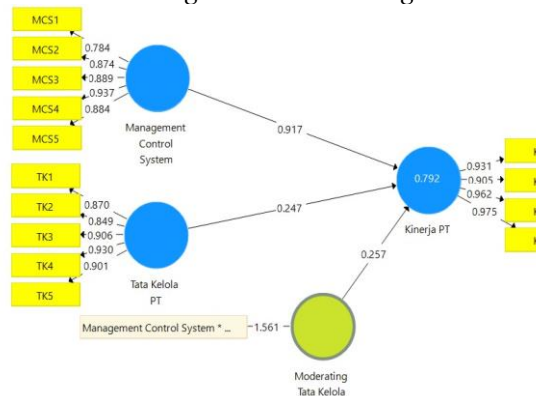 MCS1
MCS2
MCS3
MCS4
MCS5
0.784
0.874
0.889
0.937
0.884
Management
Control
System
0.917
TK1
TK2
TK3
TK4
TK5
0.870
0.849
0.906
0.930
0.901
Tata Kelola
PT
0.247
0.792
Kinerja PT
0.931
0.905
0.962
0.975
K
K
K
K
0.257
Management Control System * ...
1.561
Moderating
Tata Kelola